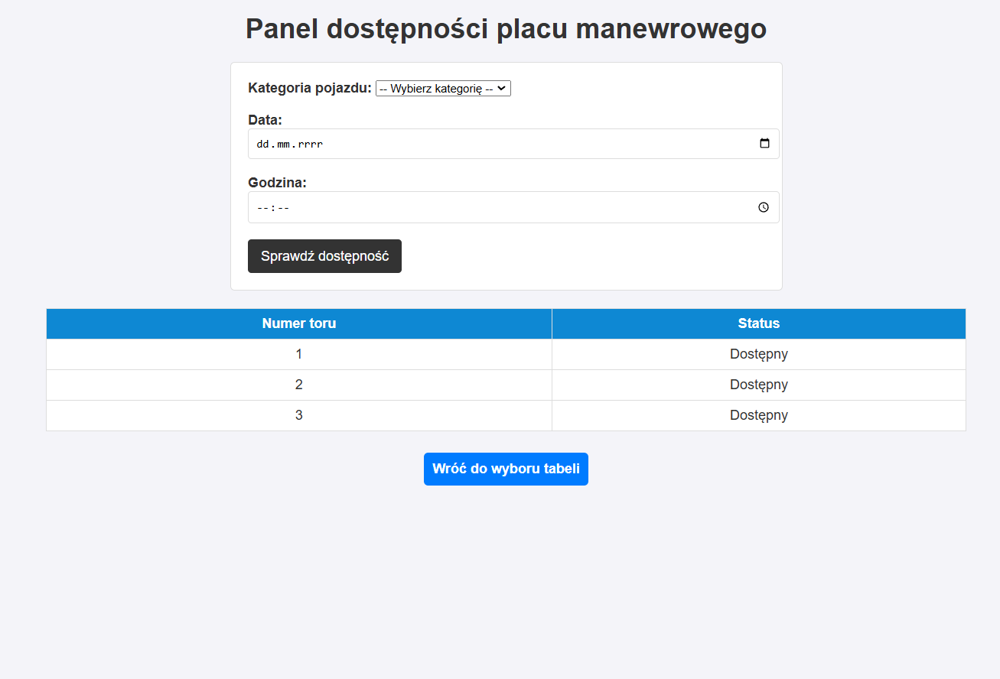 Panel dostępności placu manewrowego
Kategoria pojazdu: -- Wybierz kategorię --
Data:
dd.mm.rrrr
Godzina:
--:--
Sprawdź dostępność
Numer toru Status
1 Dostępny
2 Dostępny
3 Dostępny
Wróć do wyboru tabeli